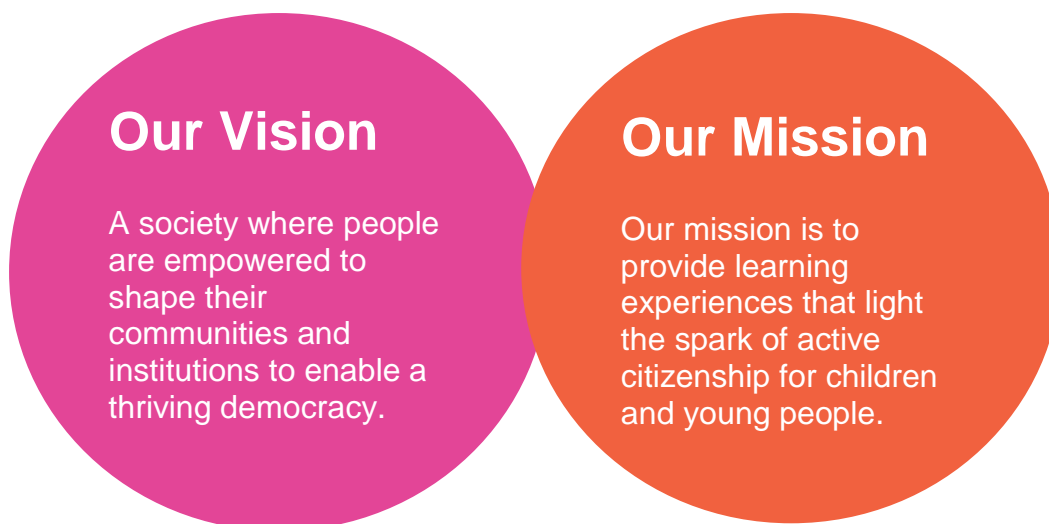 Our Vision
A society where people
are empowered to
shape their
communities and
institutions to enable a
thriving democracy.
Our Mission
Our mission is to
provide learning
experiences that light
the spark of active
citizenship for children
and young people.